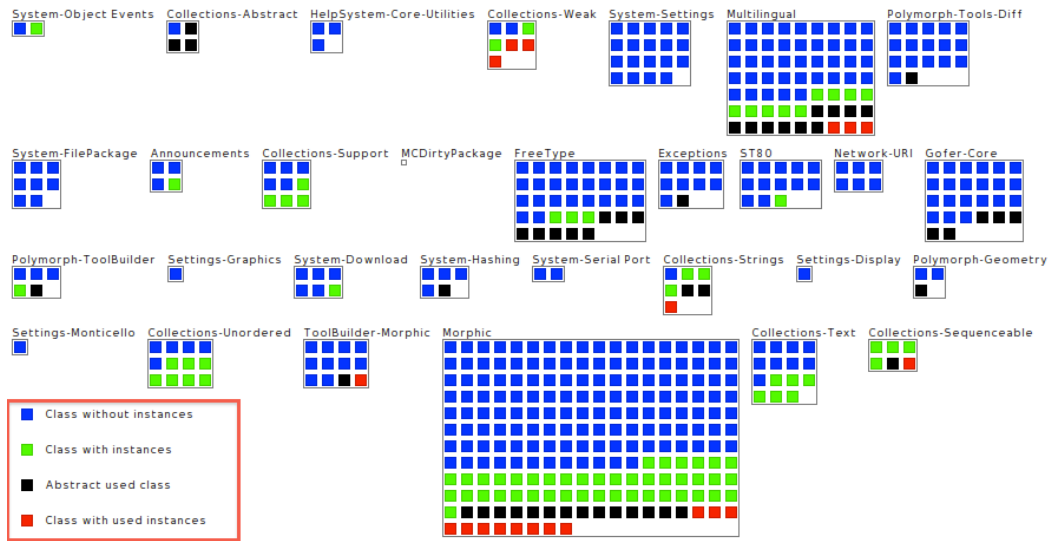 System-Object Events Collections-Abstract HelpSystem-Core-Utilities Collections-Weak System-Settings Multilingual Polymorph-Tools-Diff
System-FilePackage Announcements Collections-Support MCDirtyPackage FreeType Exceptions ST80 Network-URI Gofer-Core
Polymorph-ToolBuilder Settings-Graphics System-Download System-Hashing System-Serial Port Collections-Strings Settings-Display Polymorph-Geometry
Settings-Monticello Collections-Unordered ToolBuilder-Morphic Morphic Collections-Text Collections-Sequenceable
Class without instances
Class with instances
Abstract used class
Class with used instances